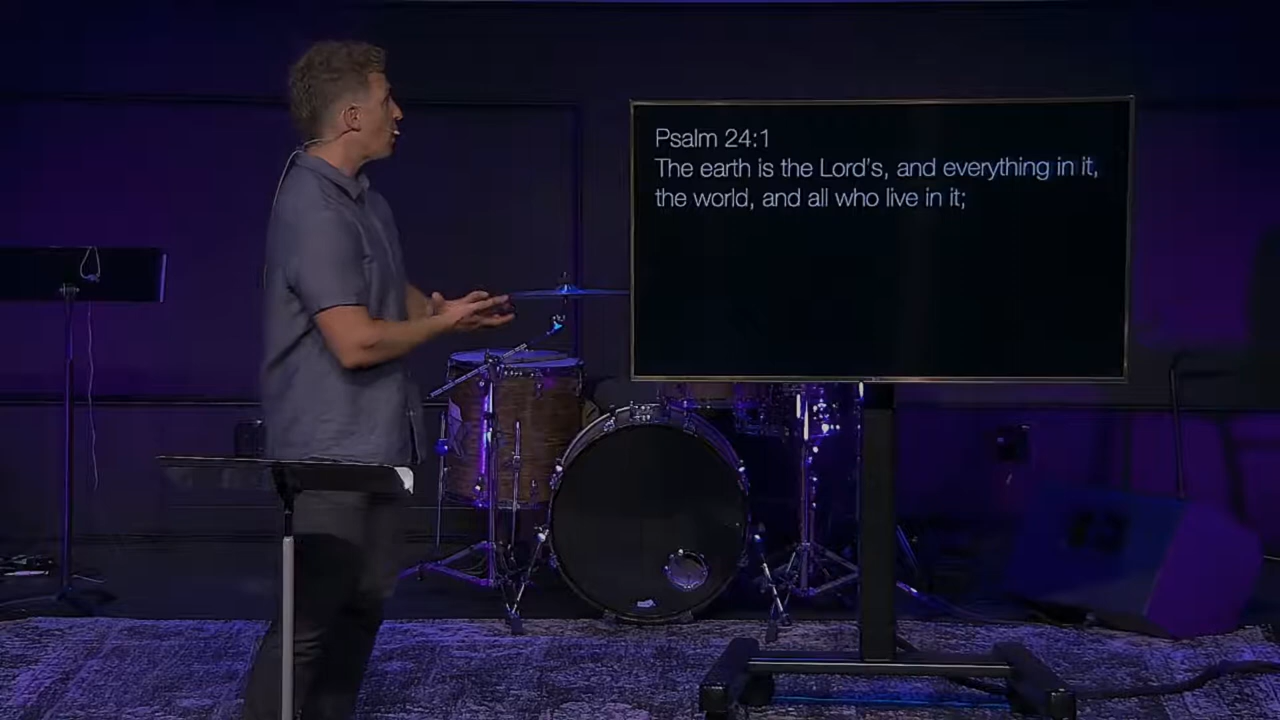 Psalm 24:1
The earth is the Lord's, and everything in it,
the world, and all who live in it;